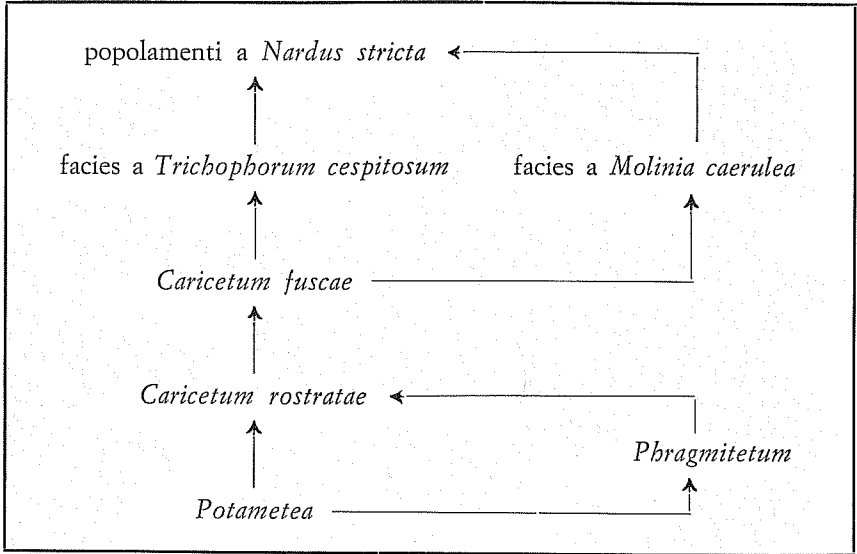 popolamenti a Nardus stricta
facies a Trichophorum cespitosum
facies a Molinia caerulea
Caricetum fuscae
Caricetum rostratae
Phragmitetum
Potametea